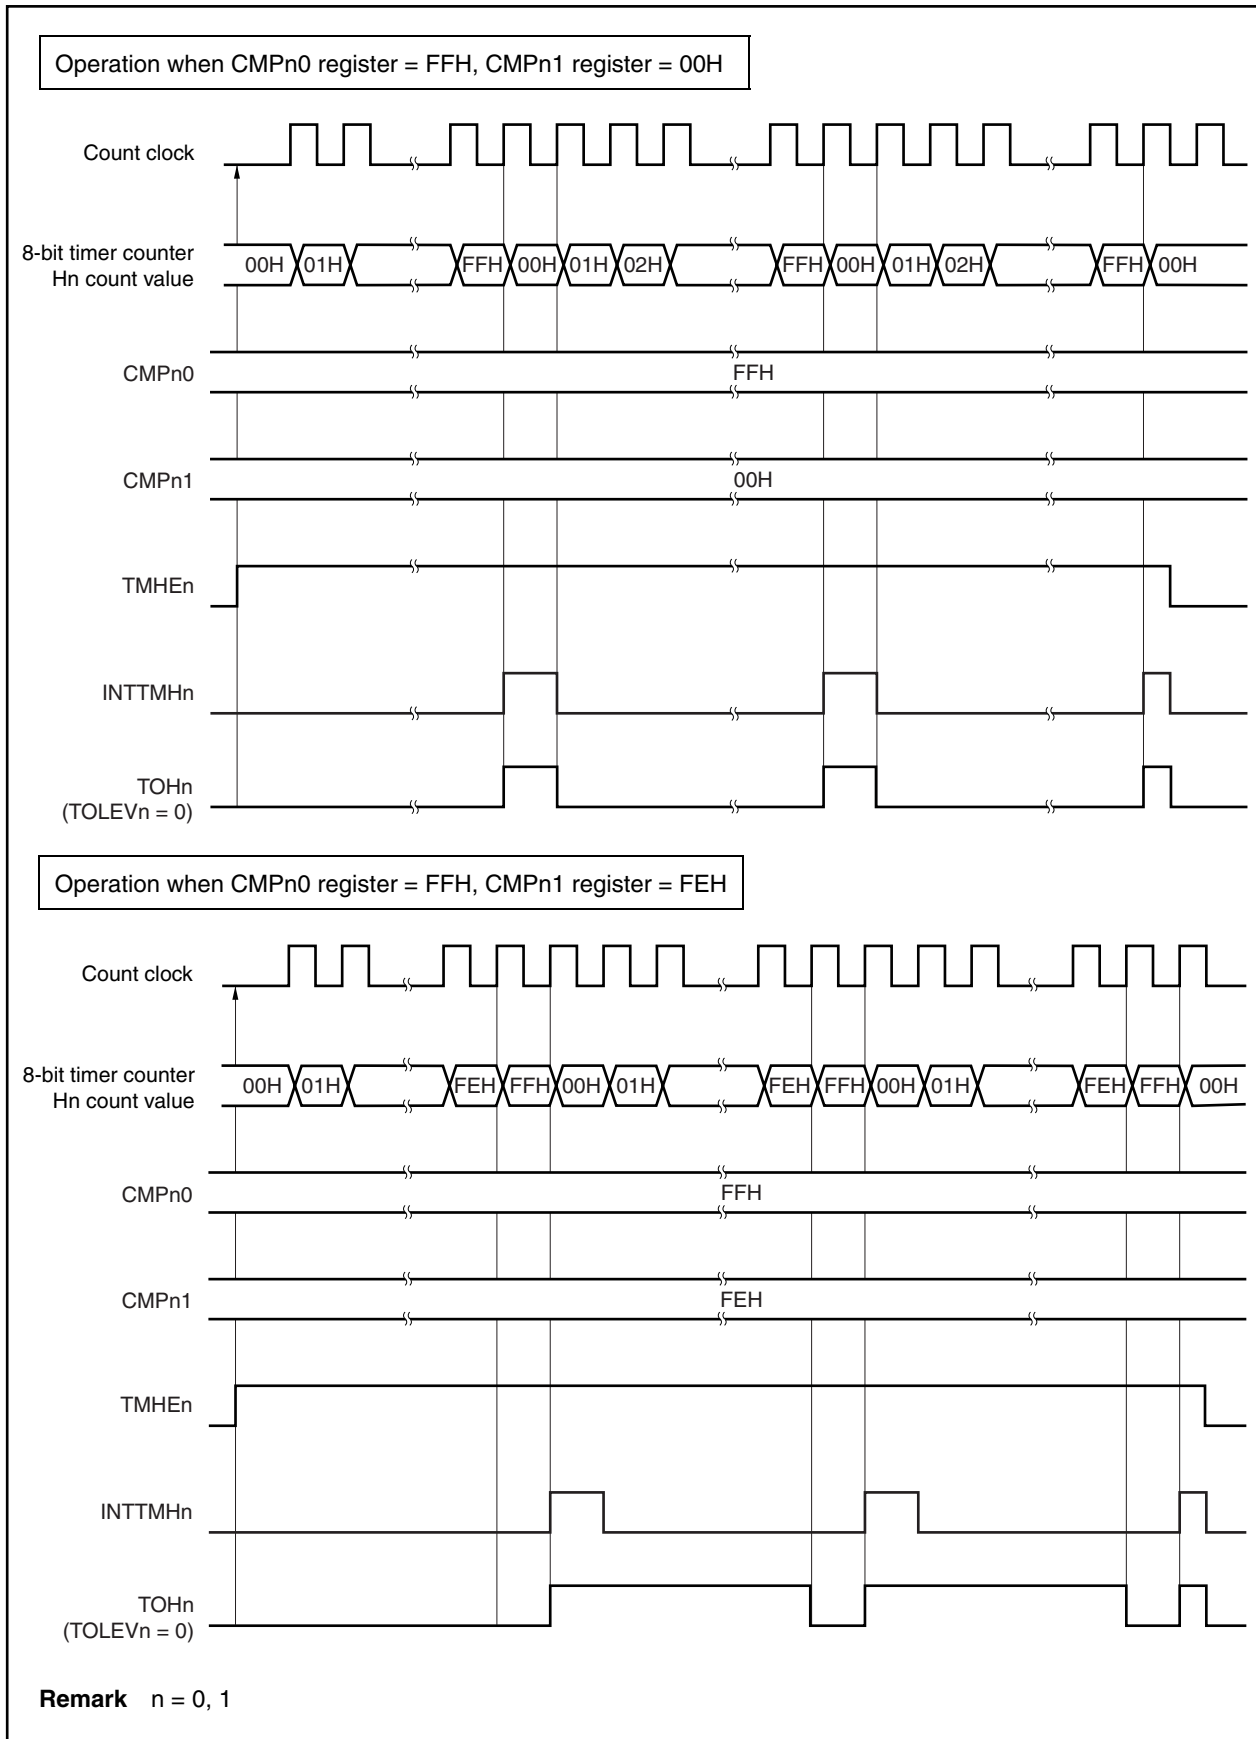 Operation when CMPn0 register = FFH, CMPn1 register = 00H
Count clock
8-bit timer counter
Hn count value
00H 01H FFH 00H 01H 02H FFH 00H 01H 02H FFH 00H
CMPn0 FFH
CMPn1 00H
TMHEn
INTTMHn
TOHn
(TOLEVn = 0)
Operation when CMPn0 register = FFH, CMPn1 register = FEH
Count clock
8-bit timer counter
Hn count value
00H 01H FEH FFH 00H 01H FEH FFH 00H 01H FEH FFH 00H
CMPn0 FFH
CMPn1 FEH
TMHEn
INTTMHn
TOHn
(TOLEVn = 0)
Remark n = 0, 1